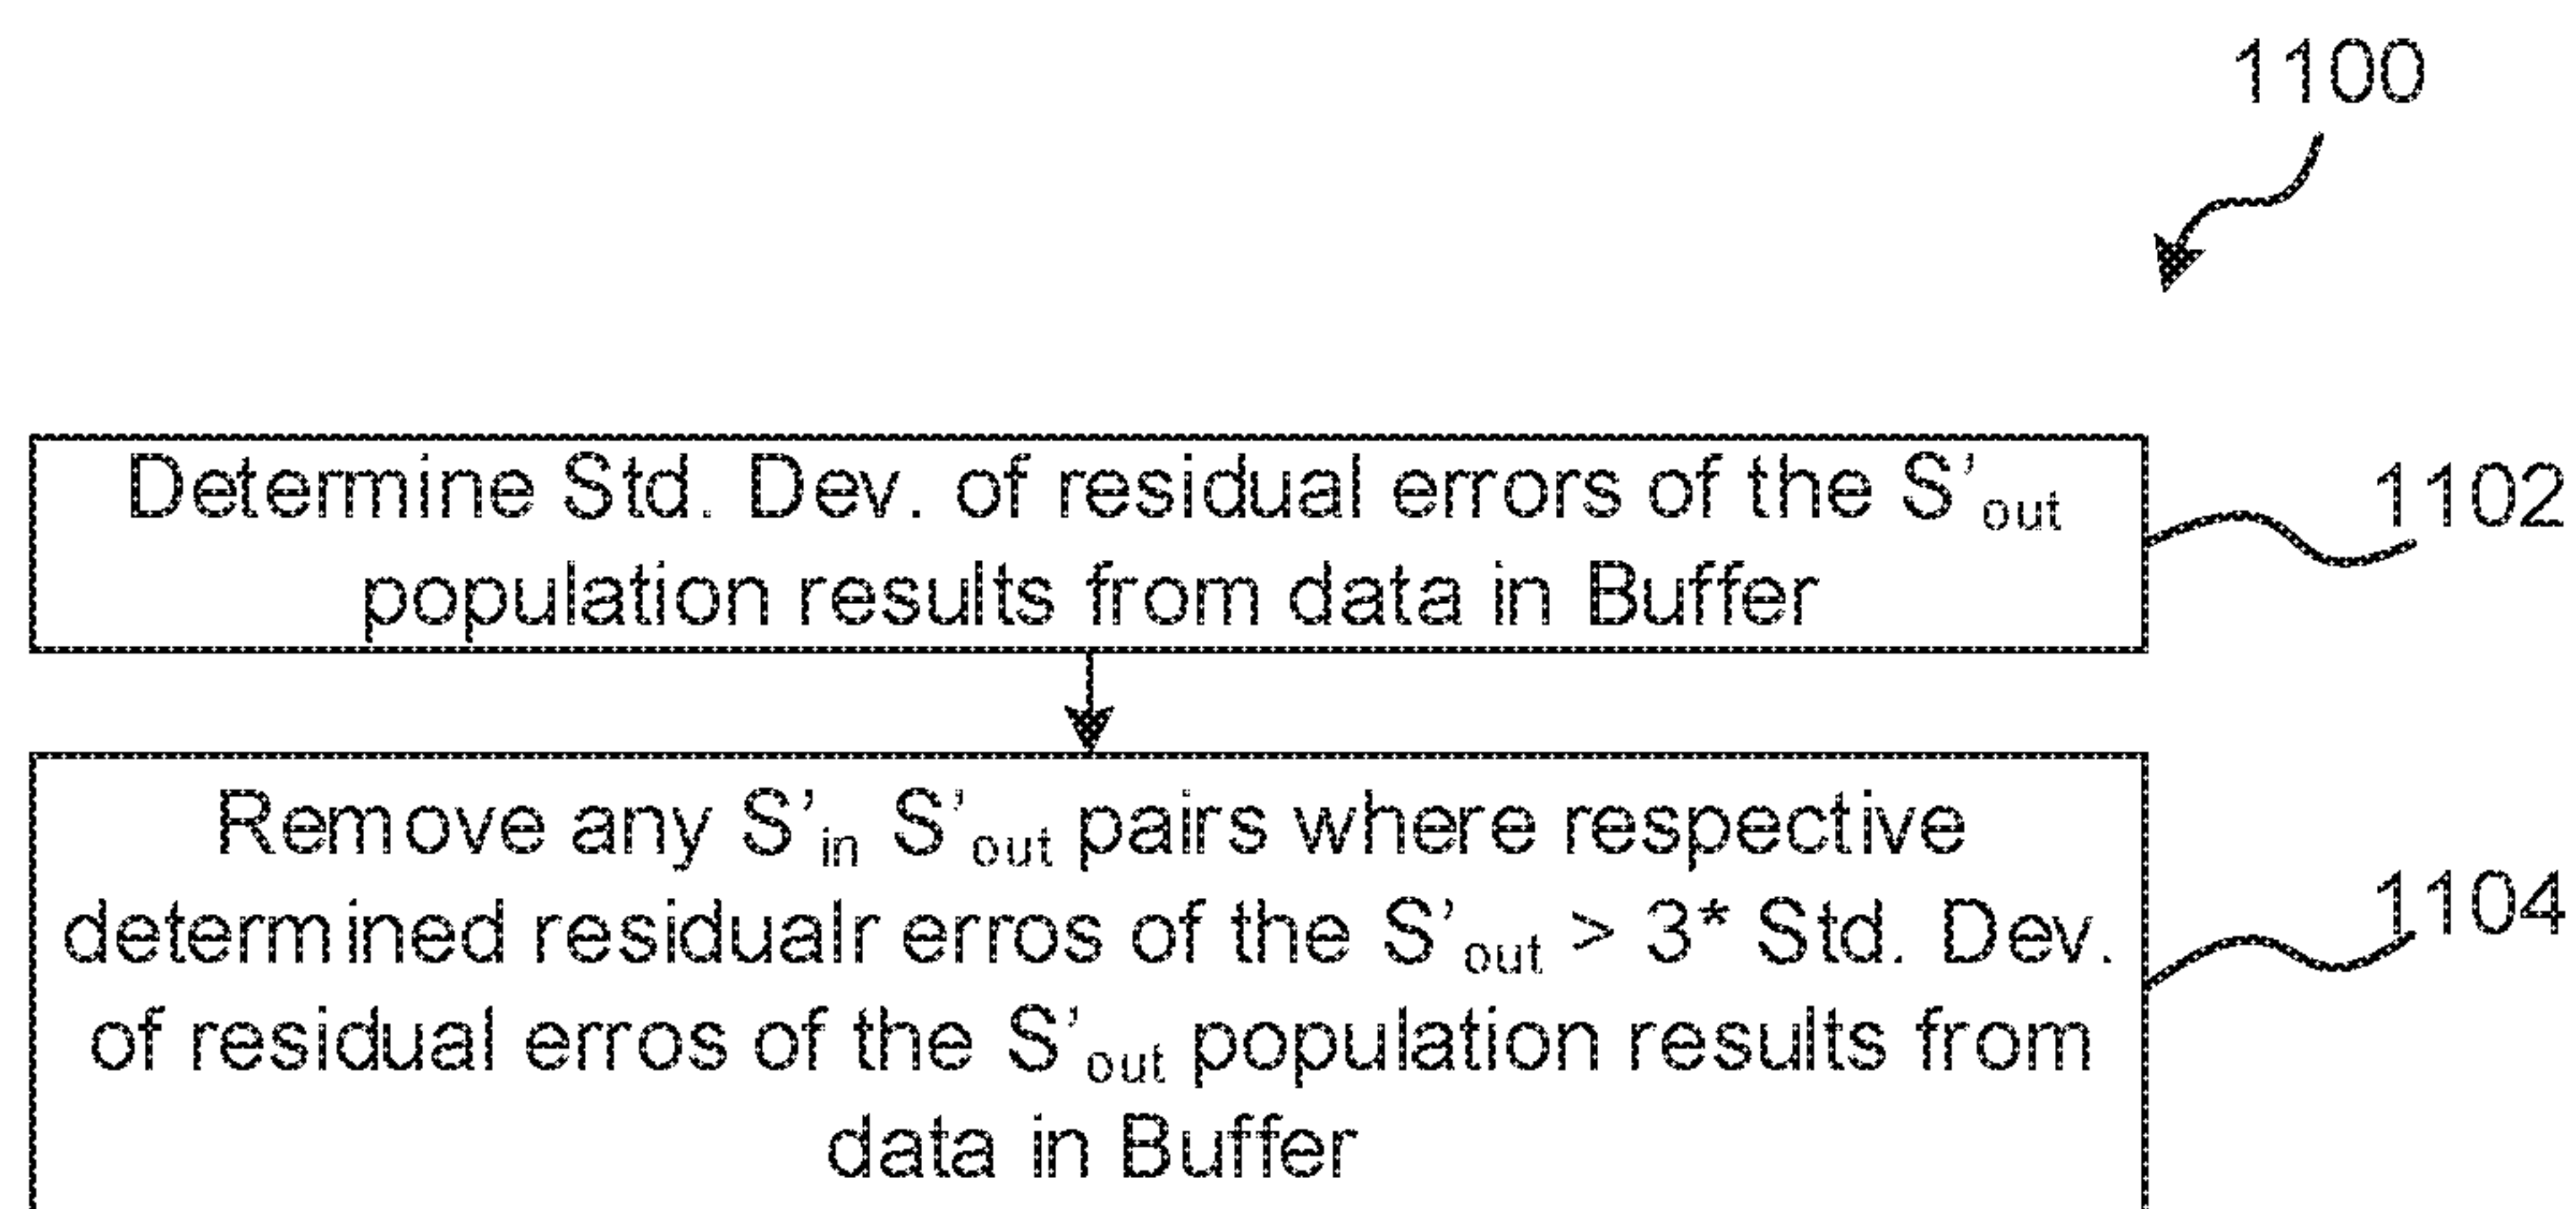 1100
Determine Std. Dev. of residual errors of the S'out
population results from data in Buffer
1102
Remove any S'in S'out pairs where respective
determined residualr erros of the S'out > 3* Std. Dev.
of residual erros of the S'out population results from
data in Buffer
1104